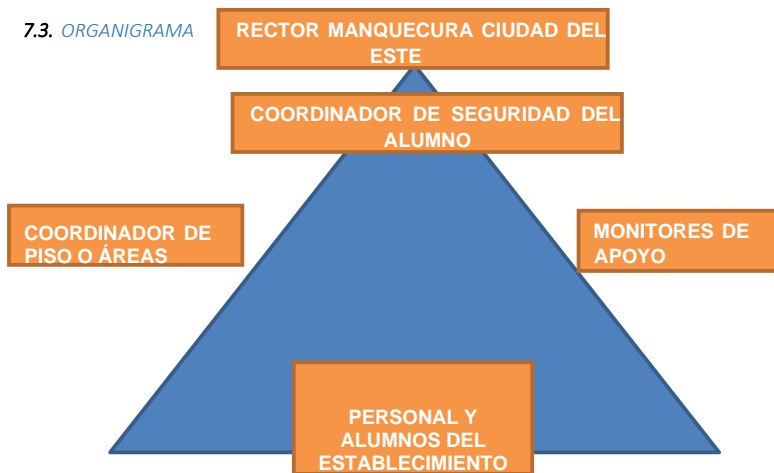 7.3. ORGANIGRAMA
RECTOR MANQUECURA CIUDAD DEL
ESTE
COORDINADOR DE SEGURIDAD DEL
ALUMNO
COORDINADOR DE
PISO O ÁREAS
MONITORES DE
APOYO
PERSONAL Y
ALUMNOS DEL
ESTABLECIMIENTO